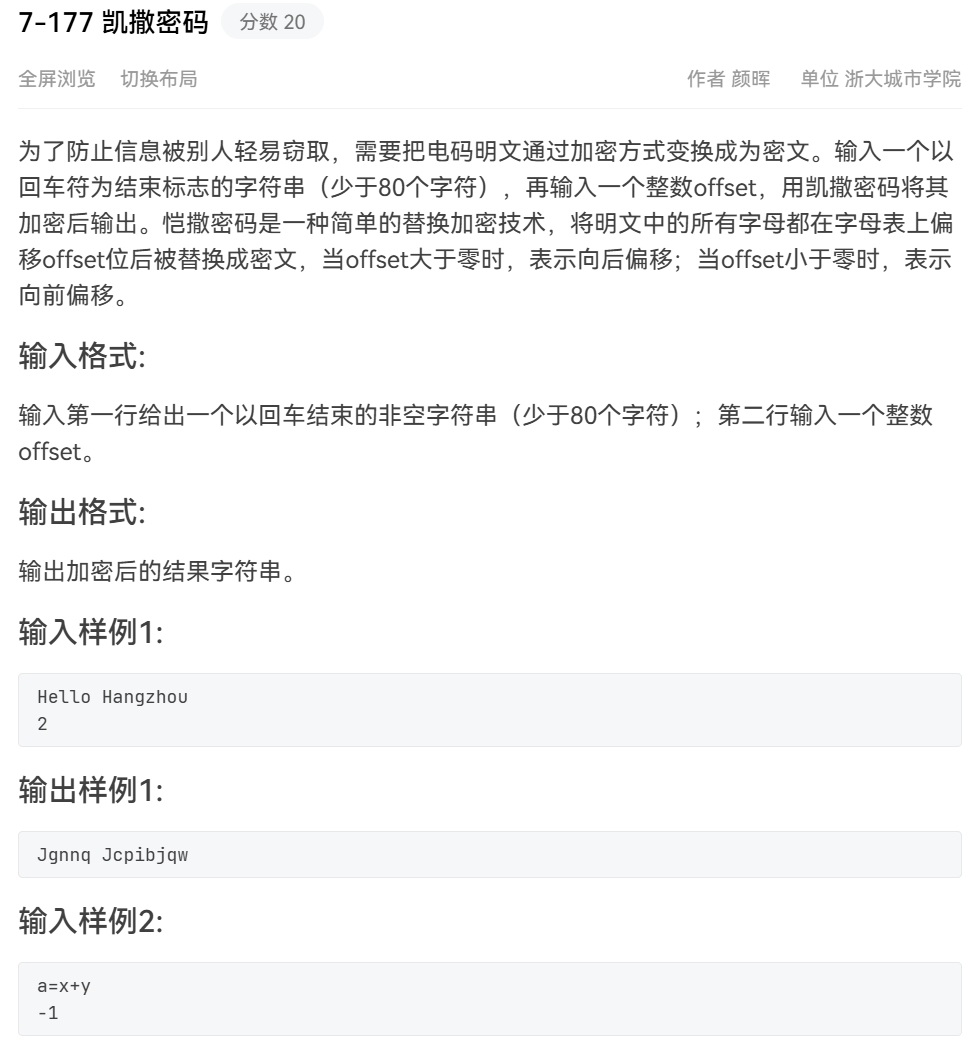 7-177 凯撒密码 分数 20
全屏浏览 切换布局 作者 颜晖 单位 浙大城市学院
为了防止信息被别人轻易窃取，需要把电码明文通过加密方式变换成为密文。输入一个以
回车符为结束标志的字符串（少于80个字符），再输入一个整数offset，用凯撒密码将其
加密后输出。恺撒密码是一种简单的替换加密技术，将明文中的所有字母都在字母表上偏
移offset位后被替换成密文，当offset大于零时，表示向后偏移；当offset小于零时，表示
向前偏移。
输入格式:
输入第一行给出一个以回车结束的非空字符串（少于80个字符）；第二行输入一个整数
offset。
输出格式:
输出加密后的结果字符串。
输入样例1:
Hello Hangzhou
2
输出样例1:
Jgnnq Jcpibjqw
输入样例2:
a=x+y
-1